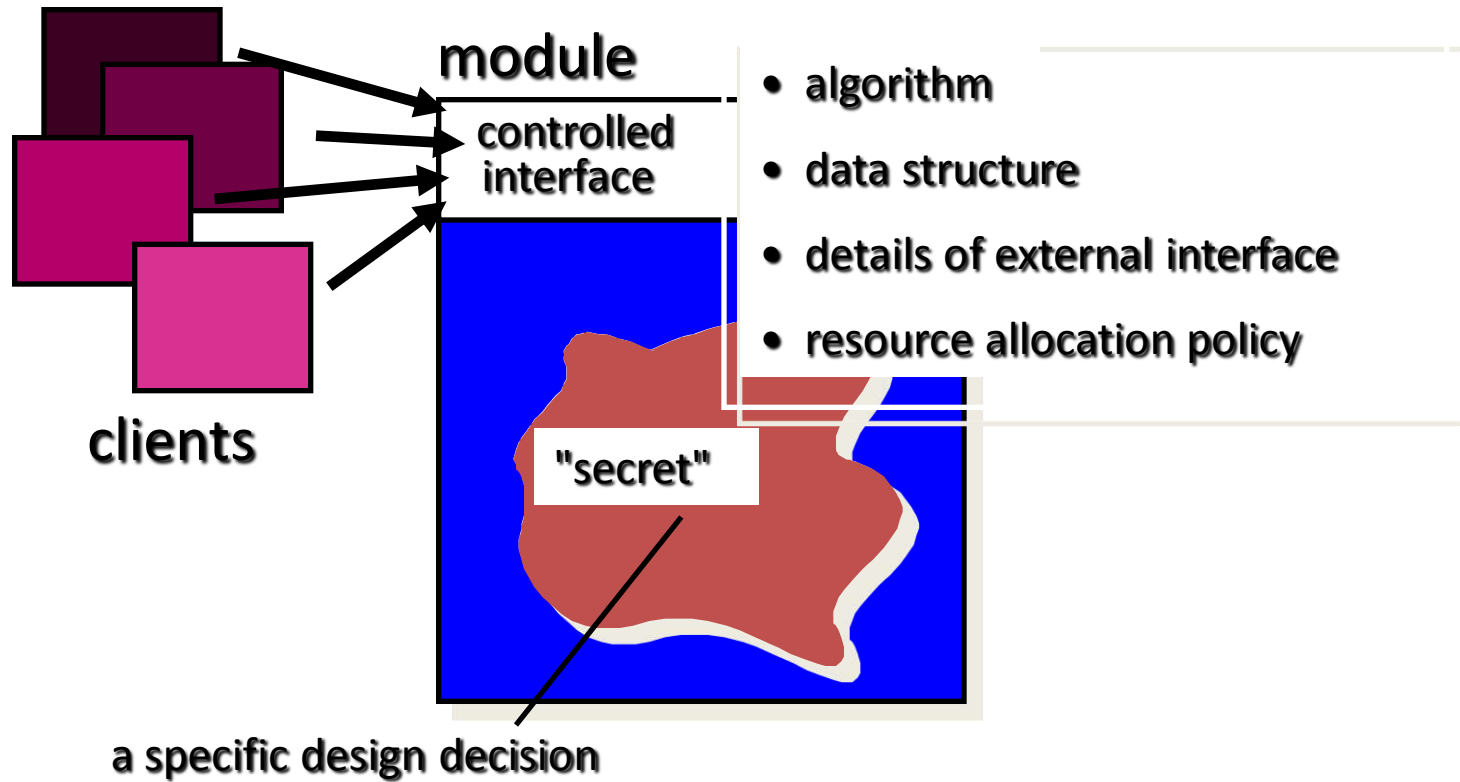 module
controlled
interface
• algorithm
• data structure
• details of external interface
• resource allocation policy
clients
"secret"
a specific design decision